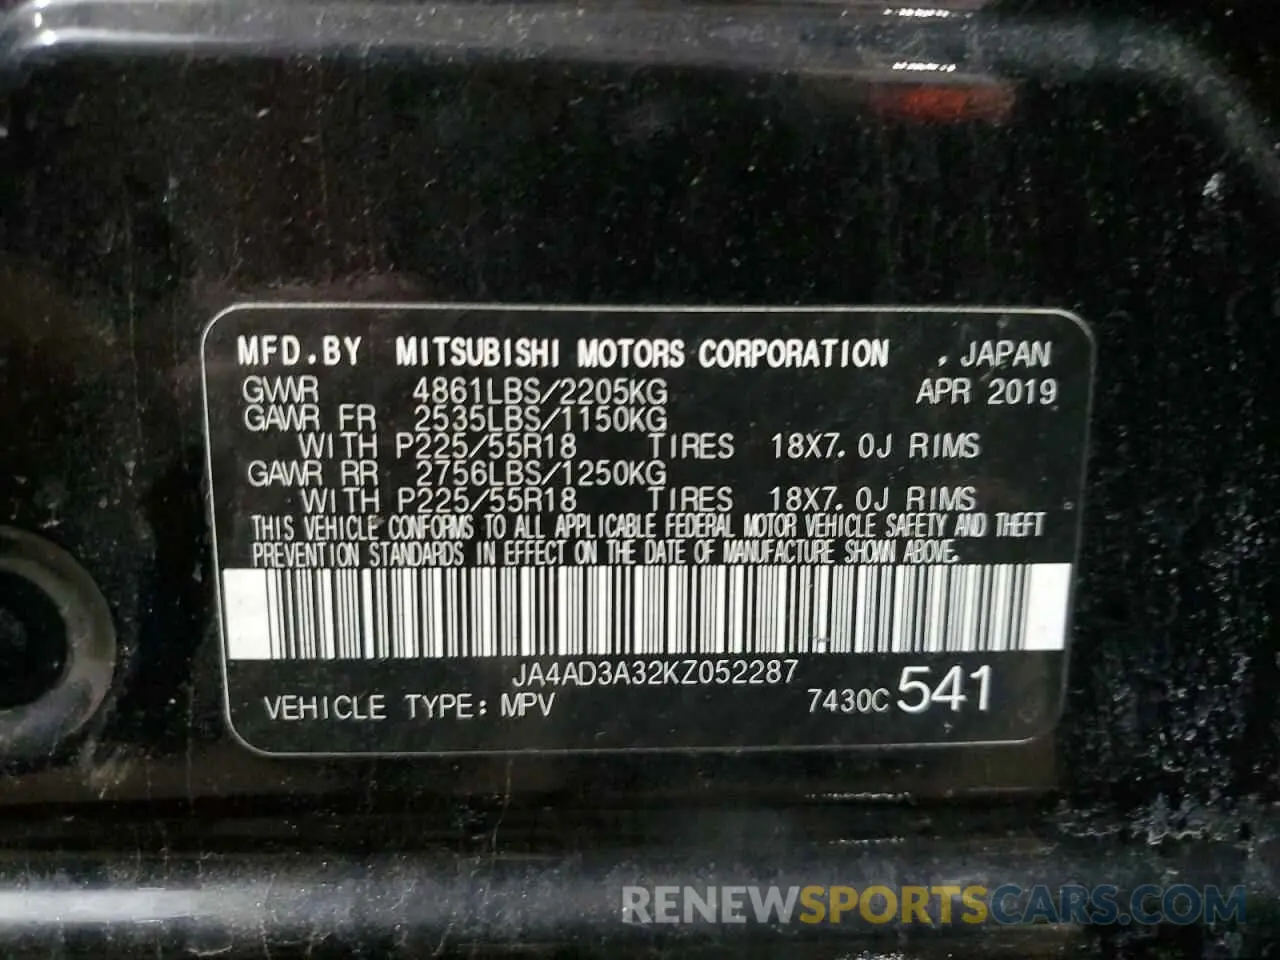 MFD.BY MITSUBISHI MOTORS CORPORATION , JAPAN
GVWR 4861LBS/2205KG APR 2019
GAWR FR 2535LBS/1150KG
WITH P225/55R18 TIRES 18X7.0J RIMS
GAWR RR 2756LBS/1250KG
WITH P225/55R18 TIRES 18X7.0J RIMS
THIS VEHICLE CONFORMS TO ALL APPLICABLE FEDERAL MOTOR VEHICLE SAFETY AND THEFT
PREVENTION STANDARDS IN EFFECT ON THE DATE OF MANUFACTURE SHOWN ABOVE.
JA4AD3A32KZ052287
VEHICLE TYPE: MPV 7430C 541
RENEWSPORTSCARS.COM